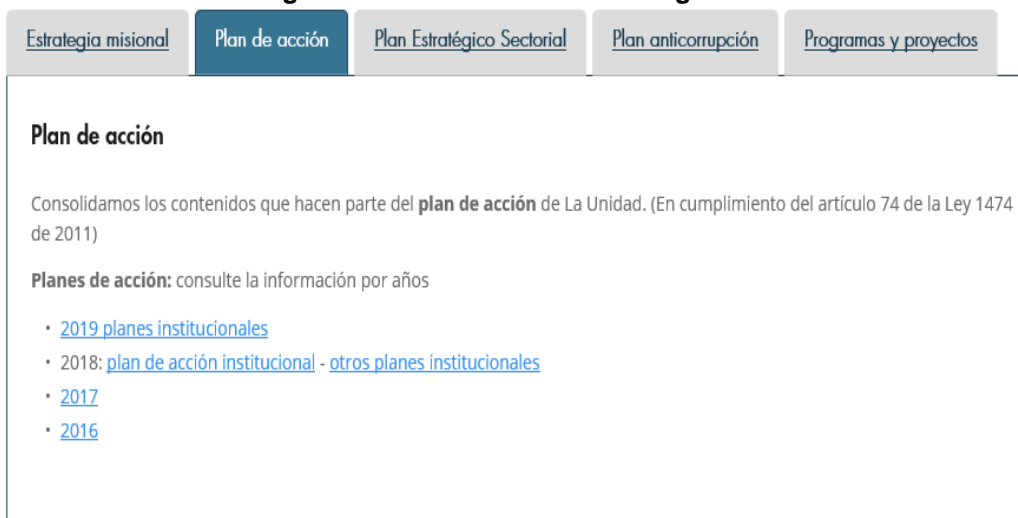 Estrategia misional
Plan de acción
Plan Estratégico Sectorial
Plan anticorrupción
Programas y proyectos
Plan de acción
Consolidamos los contenidos que hacen parte del plan de acción de La Unidad. (En cumplimiento del artículo 74 de la Ley 1474
de 2011)
Planes de acción: consulte la información por años
• 2019 planes institucionales
• 2018: plan de acción institucional - otros planes institucionales
• 2017
• 2016